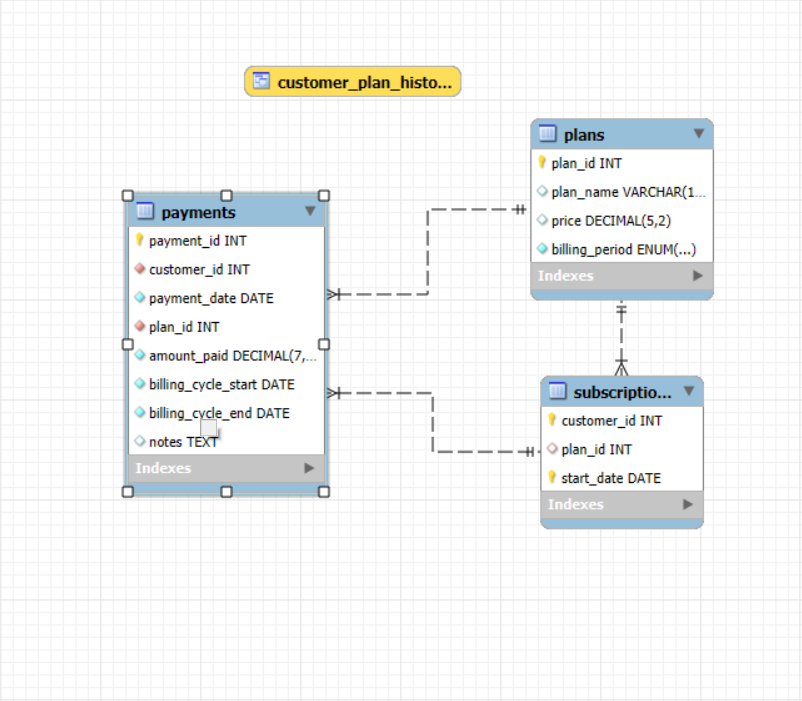 customer_plan_histo...
plans
plan_id INT
plan_name VARCHAR(1...
price DECIMAL(5,2)
billing_period ENUM(...)
Indexes
payments
payment_id INT
customer_id INT
payment_date DATE
plan_id INT
amount_paid DECIMAL(7,...
billing_cycle_start DATE
billing_cycle_end DATE
notes TEXT
Indexes
subscriptio...
customer_id INT
plan_id INT
start_date DATE
Indexes